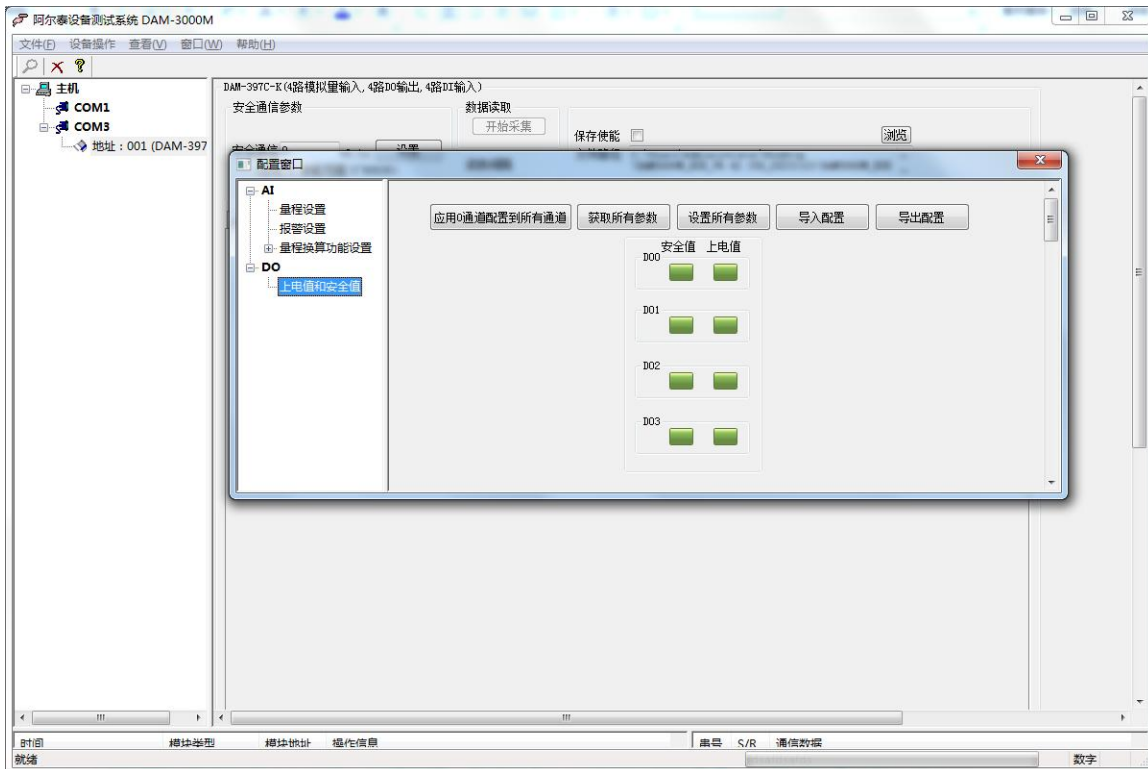 阿尔泰设备测试系统 DAM-3000M
文件(F) 设备操作 查看(V) 窗口(W) 帮助(H)
主机
COM1
COM3
地址：001 (DAM-397
DAM-397C-K(4路模拟量输入,4路DO输出,4路DI输入)
安全通信参数
数据读取
开始采集
保存使能
浏览
配置窗口
AI
量程设置
报警设置
量程换算功能设置
DO
上电值和安全值
应用0通道配置到所有通道 获取所有参数 设置所有参数 导入配置 导出配置
安全值 上电值
DO0
DO1
DO2
DO3
时间 模块类型 模块地址 操作信息 串号 S/R 通信数据
就绪 数字